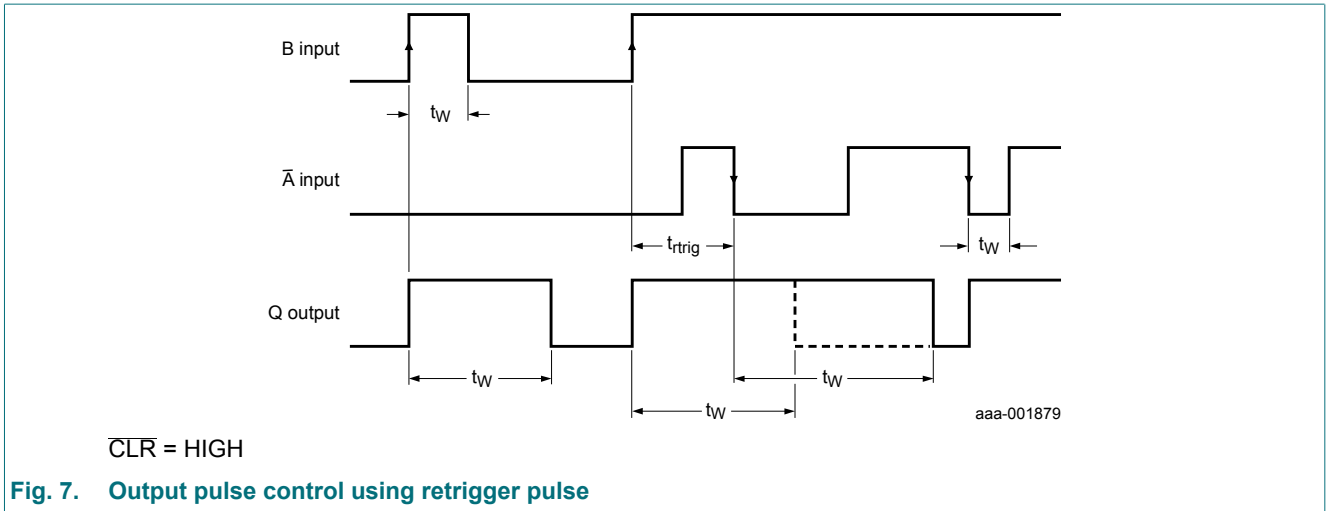 B input
tW
A̅ input
trtrig
tW
Q output
tW
tW
tW
aaa-001879
C̅L̅R̅ = HIGH
Fig. 7. Output pulse control using retrigger pulse